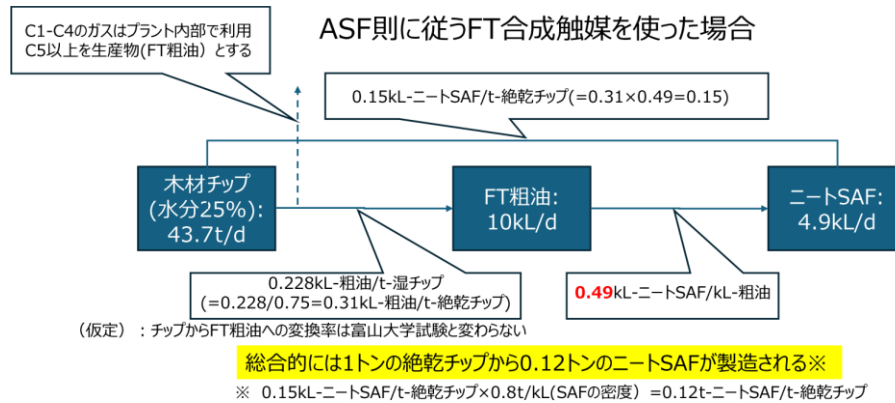 ASF則に従うFT合成触媒を使った場合
C1-C4のガスはプラント内部で利用
C5以上を生産物(FT粗油）とする
0.15kL-ニートSAF/t-絶乾チップ(=0.31×0.49=0.15)
木材チップ
(水分25%):
43.7t/d
FT粗油:
10kL/d
ニートSAF:
4.9kL/d
0.228kL-粗油/t-湿チップ
(=0.228/0.75=0.31kL-粗油/t-絶乾チップ)
0.49kL-ニートSAF/kL-粗油
（仮定）：チップからFT粗油への変換率は富山大学試験と変わらない
総合的には1トンの絶乾チップから0.12トンのニートSAFが製造される※
※ 0.15kL-ニートSAF/t-絶乾チップ×0.8t/kL(SAFの密度）=0.12t-ニートSAF/t-絶乾チップ